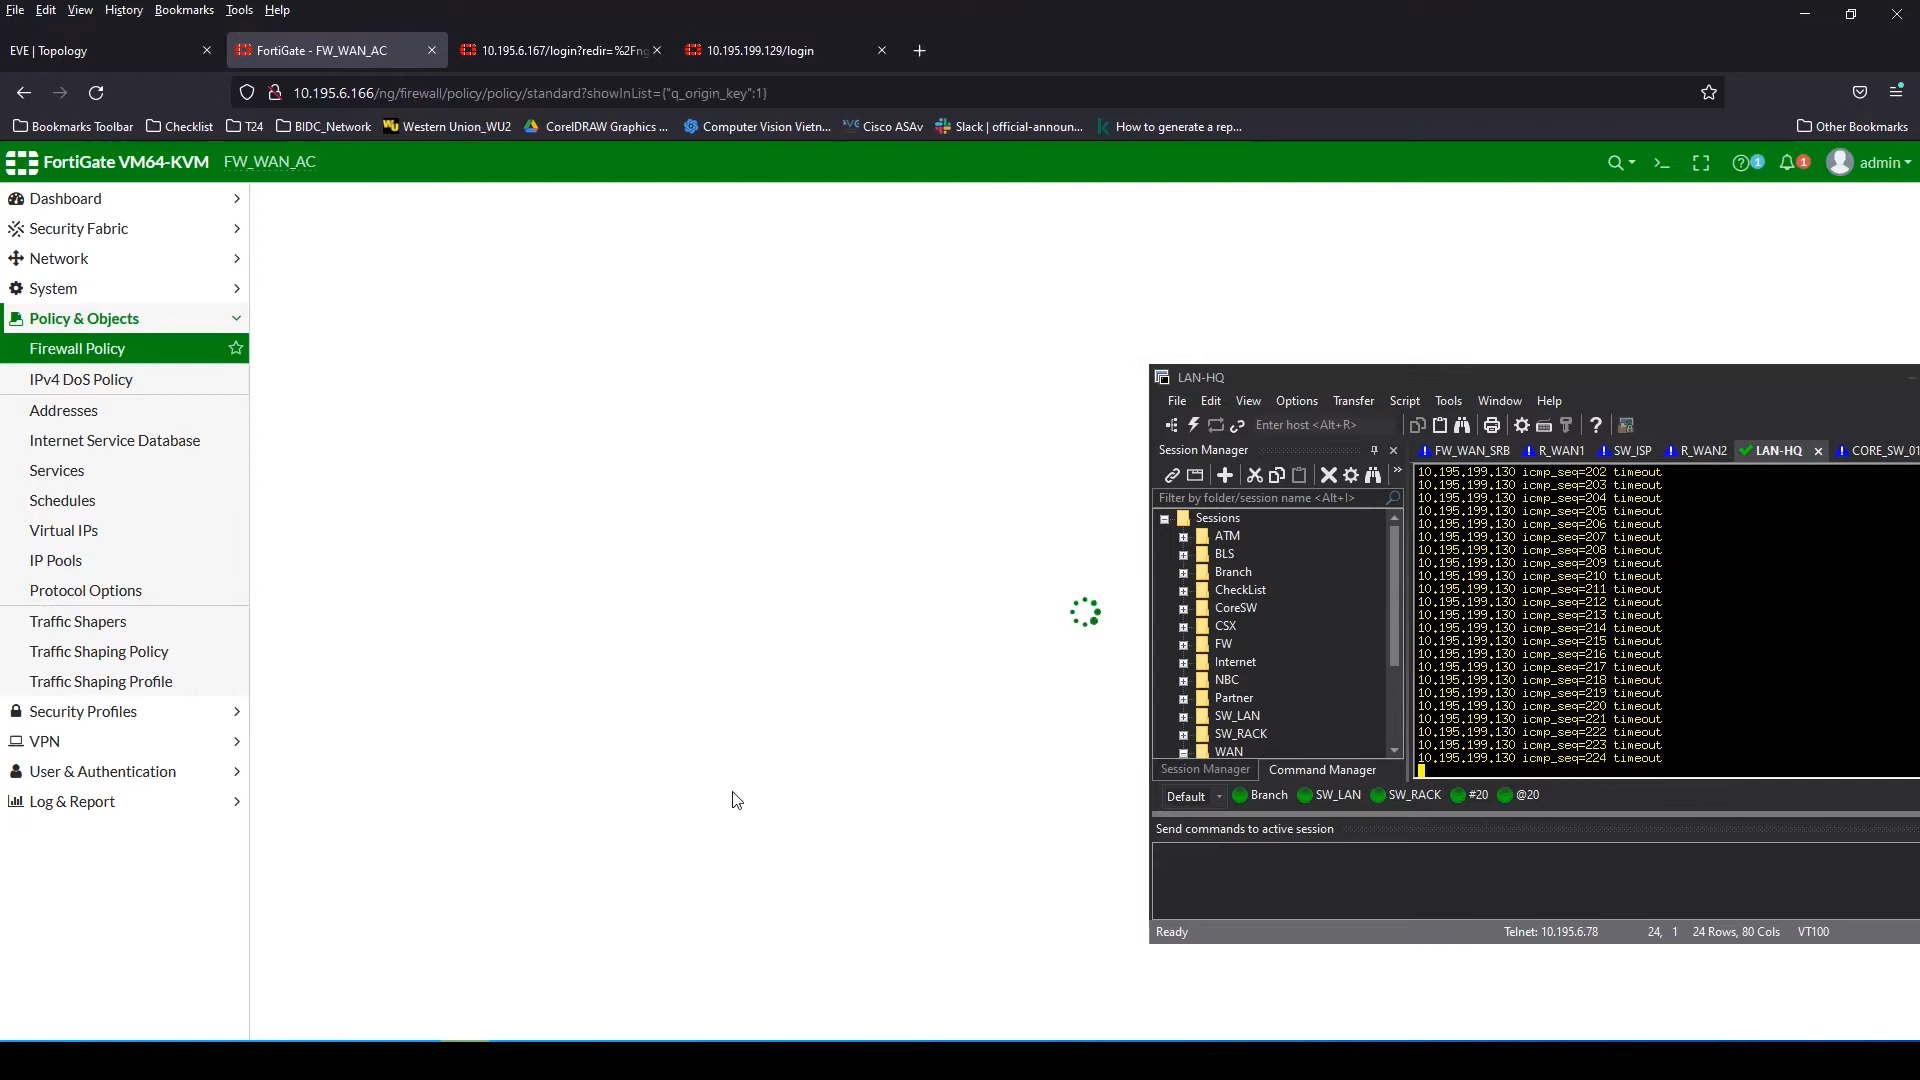 File Edit View History Bookmarks Tools Help
EVE | Topology
FortiGate - FW_WAN_AC
10.195.6.167/login?redir=%2Fng
10.195.199.129/login
10.195.6.166/ng/firewall/policy/policy/standard?showInList={"q_origin_key":1}
Bookmarks Toolbar Checklist T24 BIDC_Network Western Union_WU2 CorelDRAW Graphics ... Computer Vision Vietn... Cisco ASAv Slack | official-announ... How to generate a rep... Other Bookmarks
FortiGate VM64-KVM FW_WAN_AC 1 1 admin
Dashboard
Security Fabric
Network
System
Policy & Objects
Firewall Policy
IPv4 DoS Policy
Addresses
Internet Service Database
Services
Schedules
Virtual IPs
IP Pools
Protocol Options
Traffic Shapers
Traffic Shaping Policy
Traffic Shaping Profile
Security Profiles
VPN
User & Authentication
Log & Report
LAN-HQ
File Edit View Options Transfer Script Tools Window Help
Enter host <Alt+R>
Session Manager
FW_WAN_SRB R_WAN1 SW_ISP R_WAN2 LAN-HQ CORE_SW_01
Filter by folder/session name <Alt+I>
Sessions
ATM
BLS
Branch
CheckList
CoreSW
CSX
FW
Internet
NBC
Partner
SW_LAN
SW_RACK
WAN
Session Manager Command Manager
10.195.199.130 icmp_seq=202 timeout
10.195.199.130 icmp_seq=203 timeout
10.195.199.130 icmp_seq=204 timeout
10.195.199.130 icmp_seq=205 timeout
10.195.199.130 icmp_seq=206 timeout
10.195.199.130 icmp_seq=207 timeout
10.195.199.130 icmp_seq=208 timeout
10.195.199.130 icmp_seq=209 timeout
10.195.199.130 icmp_seq=210 timeout
10.195.199.130 icmp_seq=211 timeout
10.195.199.130 icmp_seq=212 timeout
10.195.199.130 icmp_seq=213 timeout
10.195.199.130 icmp_seq=214 timeout
10.195.199.130 icmp_seq=215 timeout
10.195.199.130 icmp_seq=216 timeout
10.195.199.130 icmp_seq=217 timeout
10.195.199.130 icmp_seq=218 timeout
10.195.199.130 icmp_seq=219 timeout
10.195.199.130 icmp_seq=220 timeout
10.195.199.130 icmp_seq=221 timeout
10.195.199.130 icmp_seq=222 timeout
10.195.199.130 icmp_seq=223 timeout
10.195.199.130 icmp_seq=224 timeout
Default Branch SW_LAN SW_RACK #20 @20
Send commands to active session
Ready Telnet: 10.195.6.78 24, 1 24 Rows, 80 Cols VT100